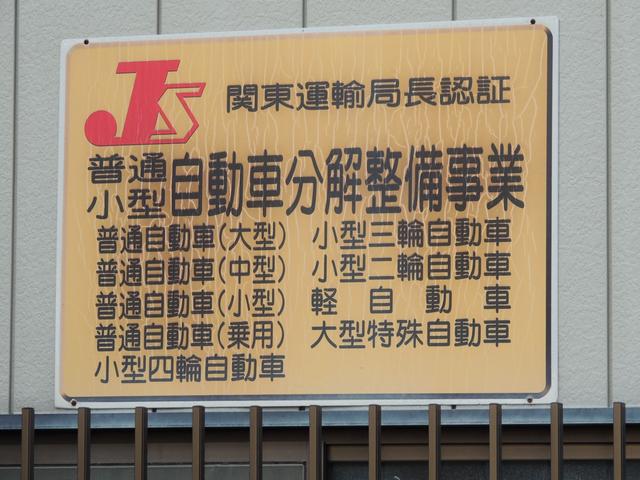 JS 関東運輸局長認証
普通
小型 自動車分解整備事業
普通自動車(大型) 小型三輪自動車
普通自動車(中型) 小型二輪自動車
普通自動車(小型) 軽自動車
普通自動車(乗用) 大型特殊自動車
小型四輪自動車